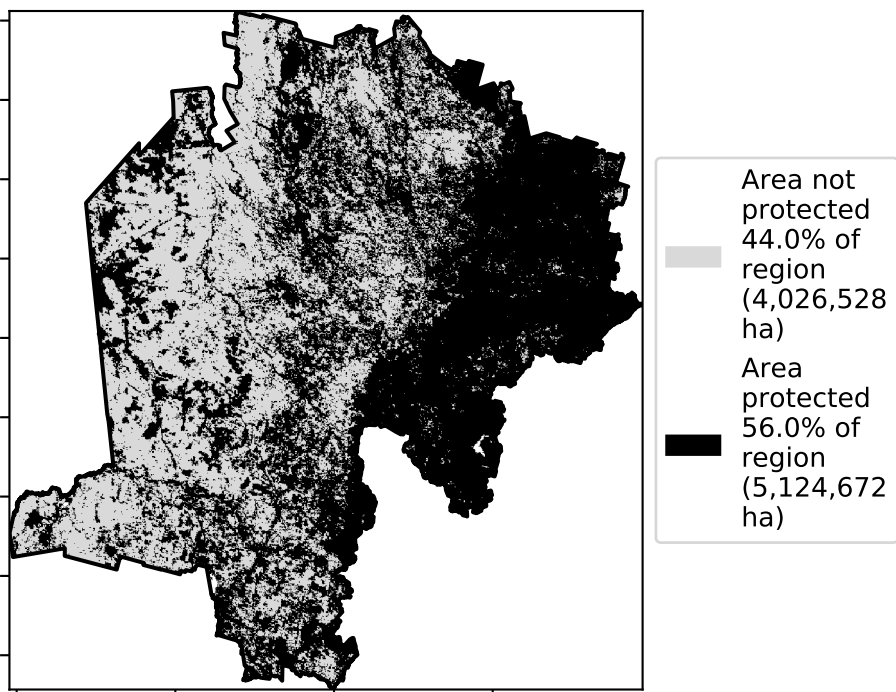 Area not
protected
44.0% of
region
(4,026,528
ha)
Area
protected
56.0% of
region
(5,124,672
ha)